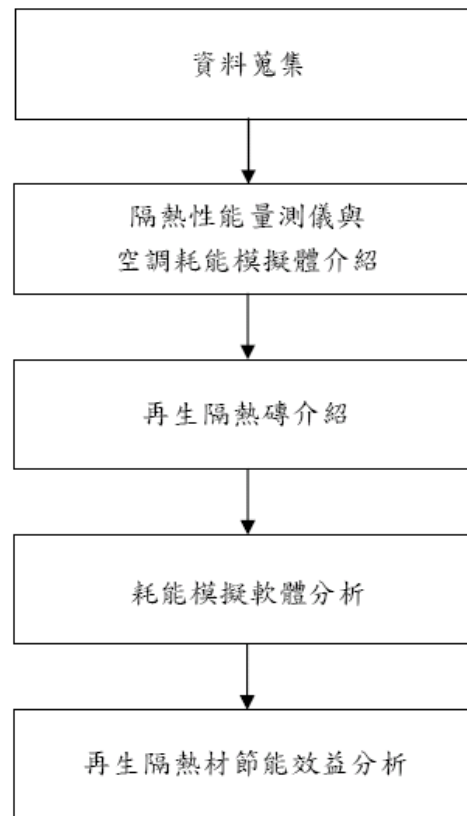 資料蒐集
隔熱性能量測儀與
空調耗能模擬體介紹
再生隔熱磚介紹
耗能模擬軟體分析
再生隔熱材節能效益分析